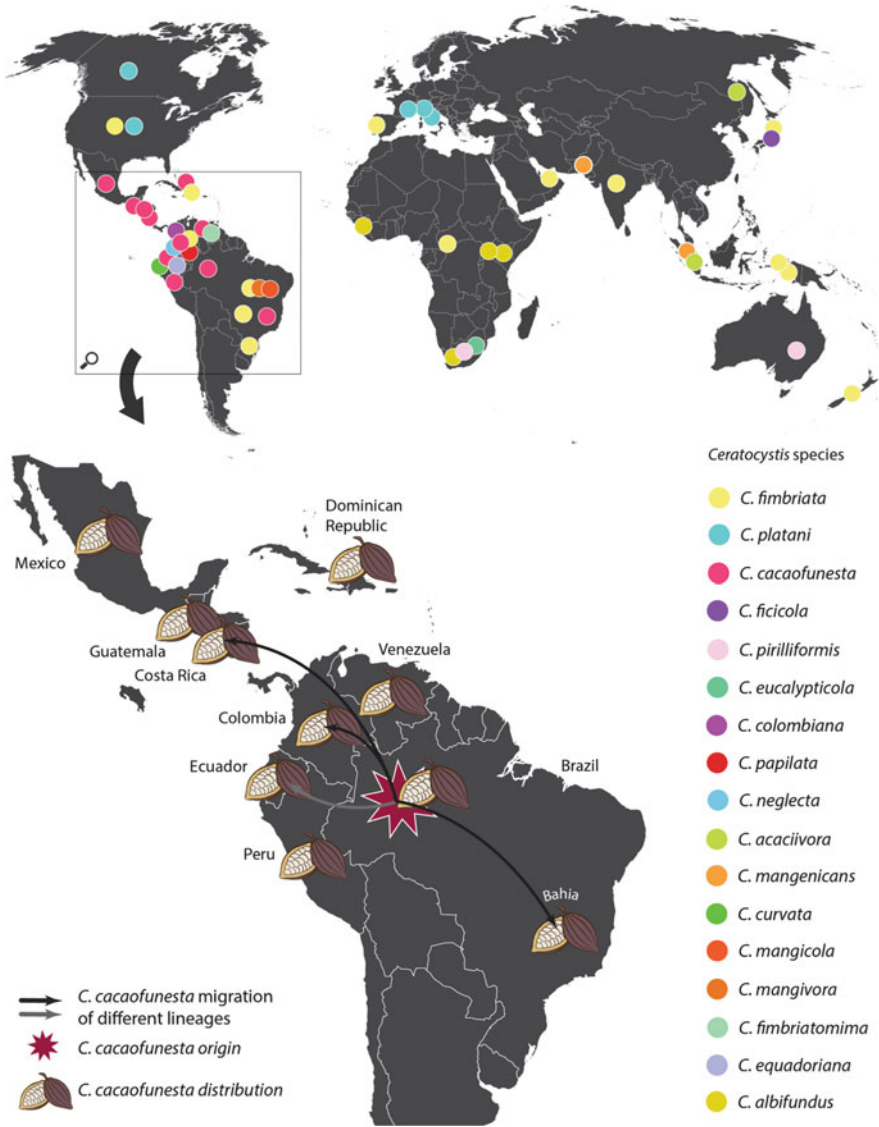 Ceratocystis species
C. fimbriata
C. platani
C. cacaofunesta
C. ficicola
C. pirilliformis
C. eucalypticola
C. colombiana
C. papilata
C. neglecta
C. acaciivora
C. mangenicans
C. curvata
C. mangicola
C. mangivora
C. fimbriatomima
C. equadoriana
C. albifundus
Dominican
Republic
Mexico
Guatemala
Costa Rica
Venezuela
Colombia
Ecuador
Brazil
Peru
Bahia
C. cacaofunesta migration
of different lineages
C. cacaofunesta origin
C. cacaofunesta distribution